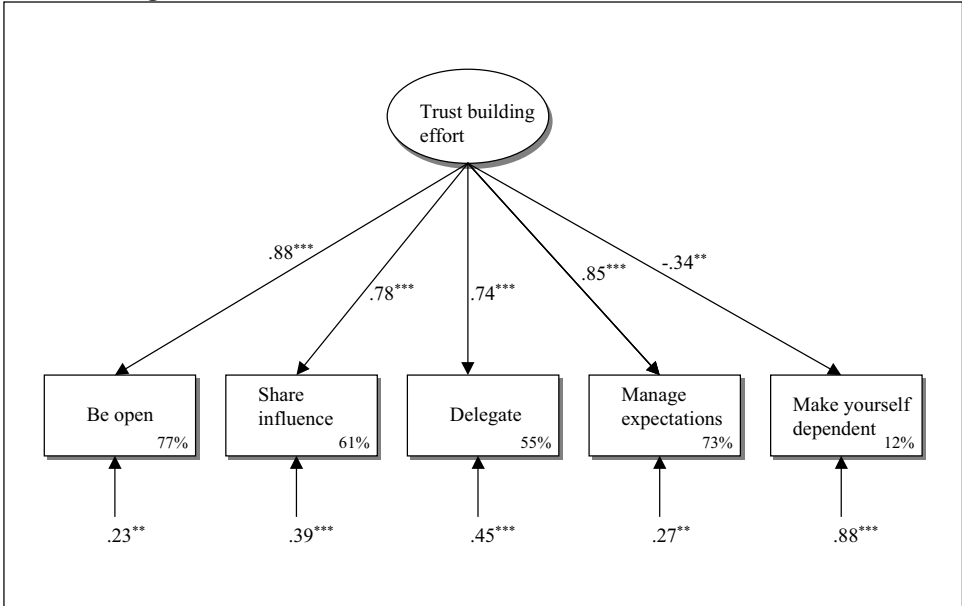 Trust building
effort
.88***
.78***
.74***
.85***
-.34**
Be open
77%
Share
influence
61%
Delegate
55%
Manage
expectations
73%
Make yourself
dependent
12%
.23**
.39***
.45***
.27**
.88***